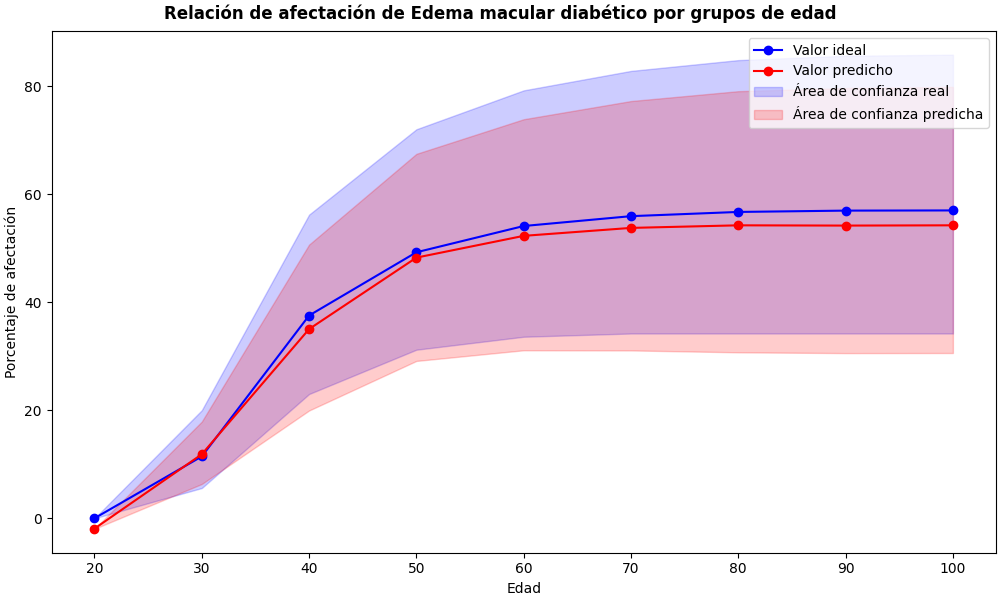 Relación de afectación de Edema macular diabético por grupos de edad
Valor ideal
Valor predicho
Área de confianza real
Área de confianza predicha
Porcentaje de afectación
80
60
40
20
0
20 30 40 50 60 70 80 90 100
Edad